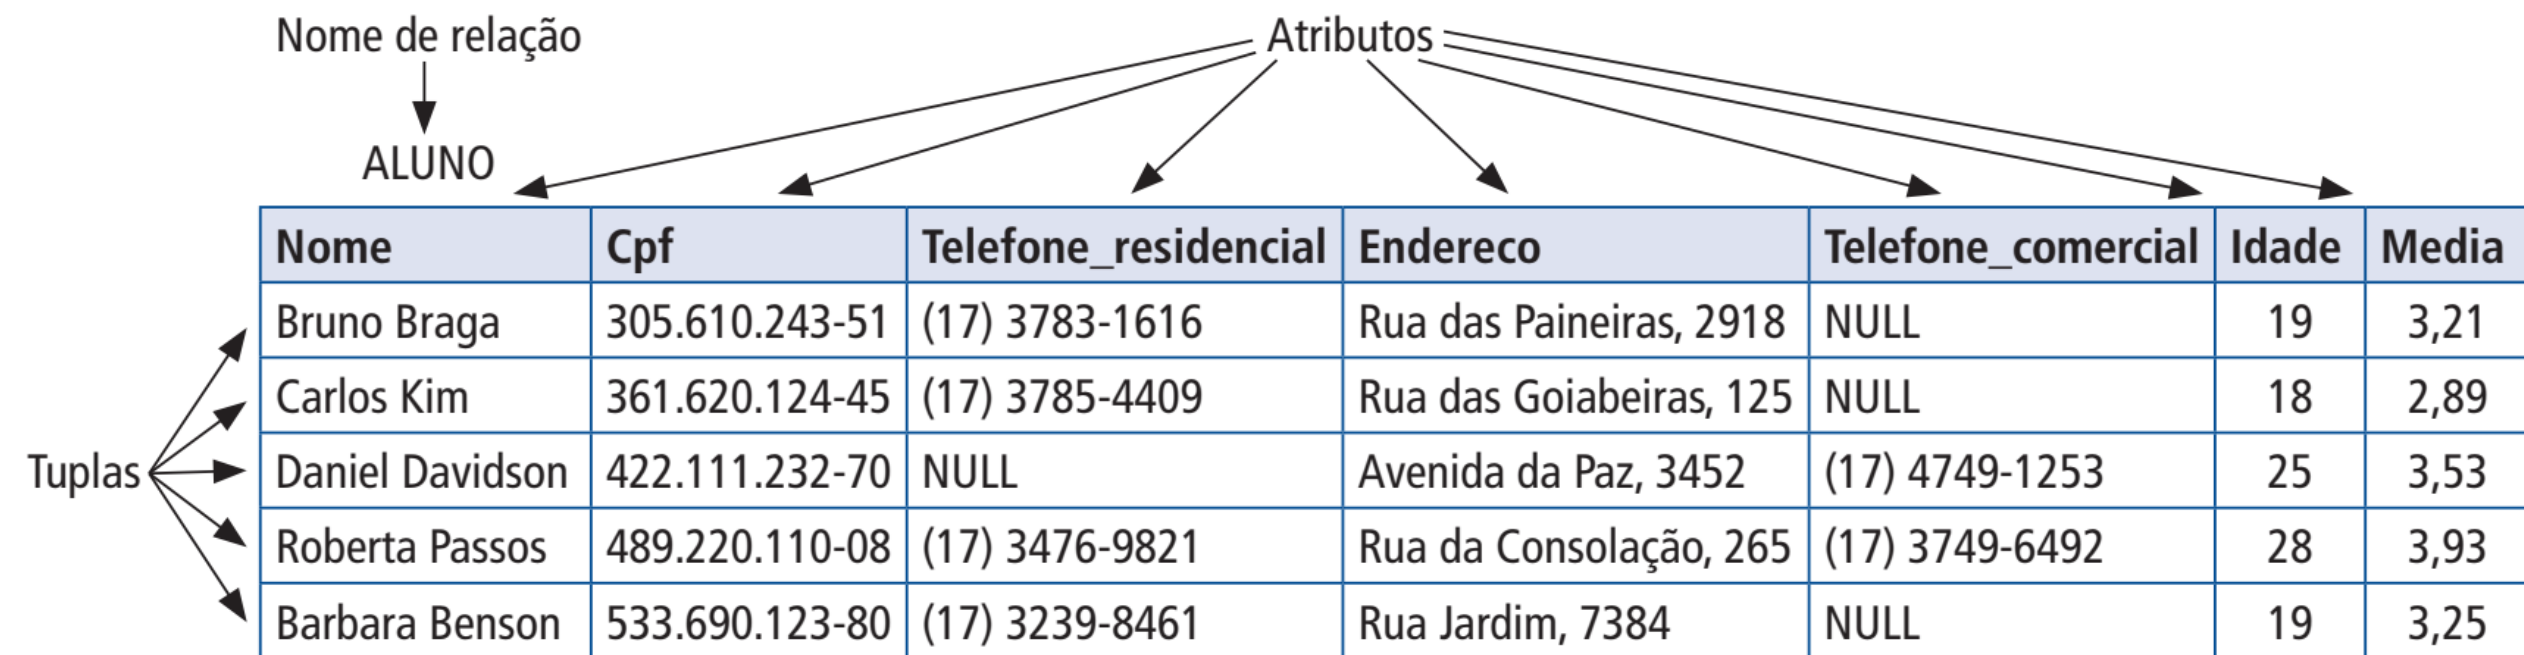 Nome de relação Atributos
ALUNO
Nome Cpf Telefone_residencial Endereco Telefone_comercial Idade Media
Bruno Braga 305.610.243-51 (17) 3783-1616 Rua das Paineiras, 2918 NULL 19 3,21
Carlos Kim 361.620.124-45 (17) 3785-4409 Rua das Goiabeiras, 125 NULL 18 2,89
Tuplas Daniel Davidson 422.111.232-70 NULL Avenida da Paz, 3452 (17) 4749-1253 25 3,53
Roberta Passos 489.220.110-08 (17) 3476-9821 Rua da Consolação, 265 (17) 3749-6492 28 3,93
Barbara Benson 533.690.123-80 (17) 3239-8461 Rua Jardim, 7384 NULL 19 3,25